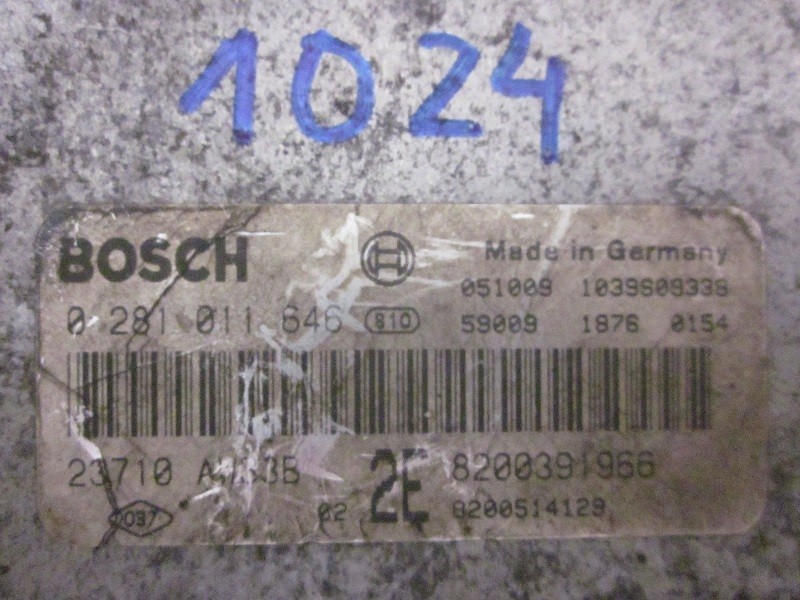 1024
BOSCH Made in Germany
051009 1039S08338
0 281 011 646 810 59009 1876 0154
23710 2E 8200391966
037 02 8200514129